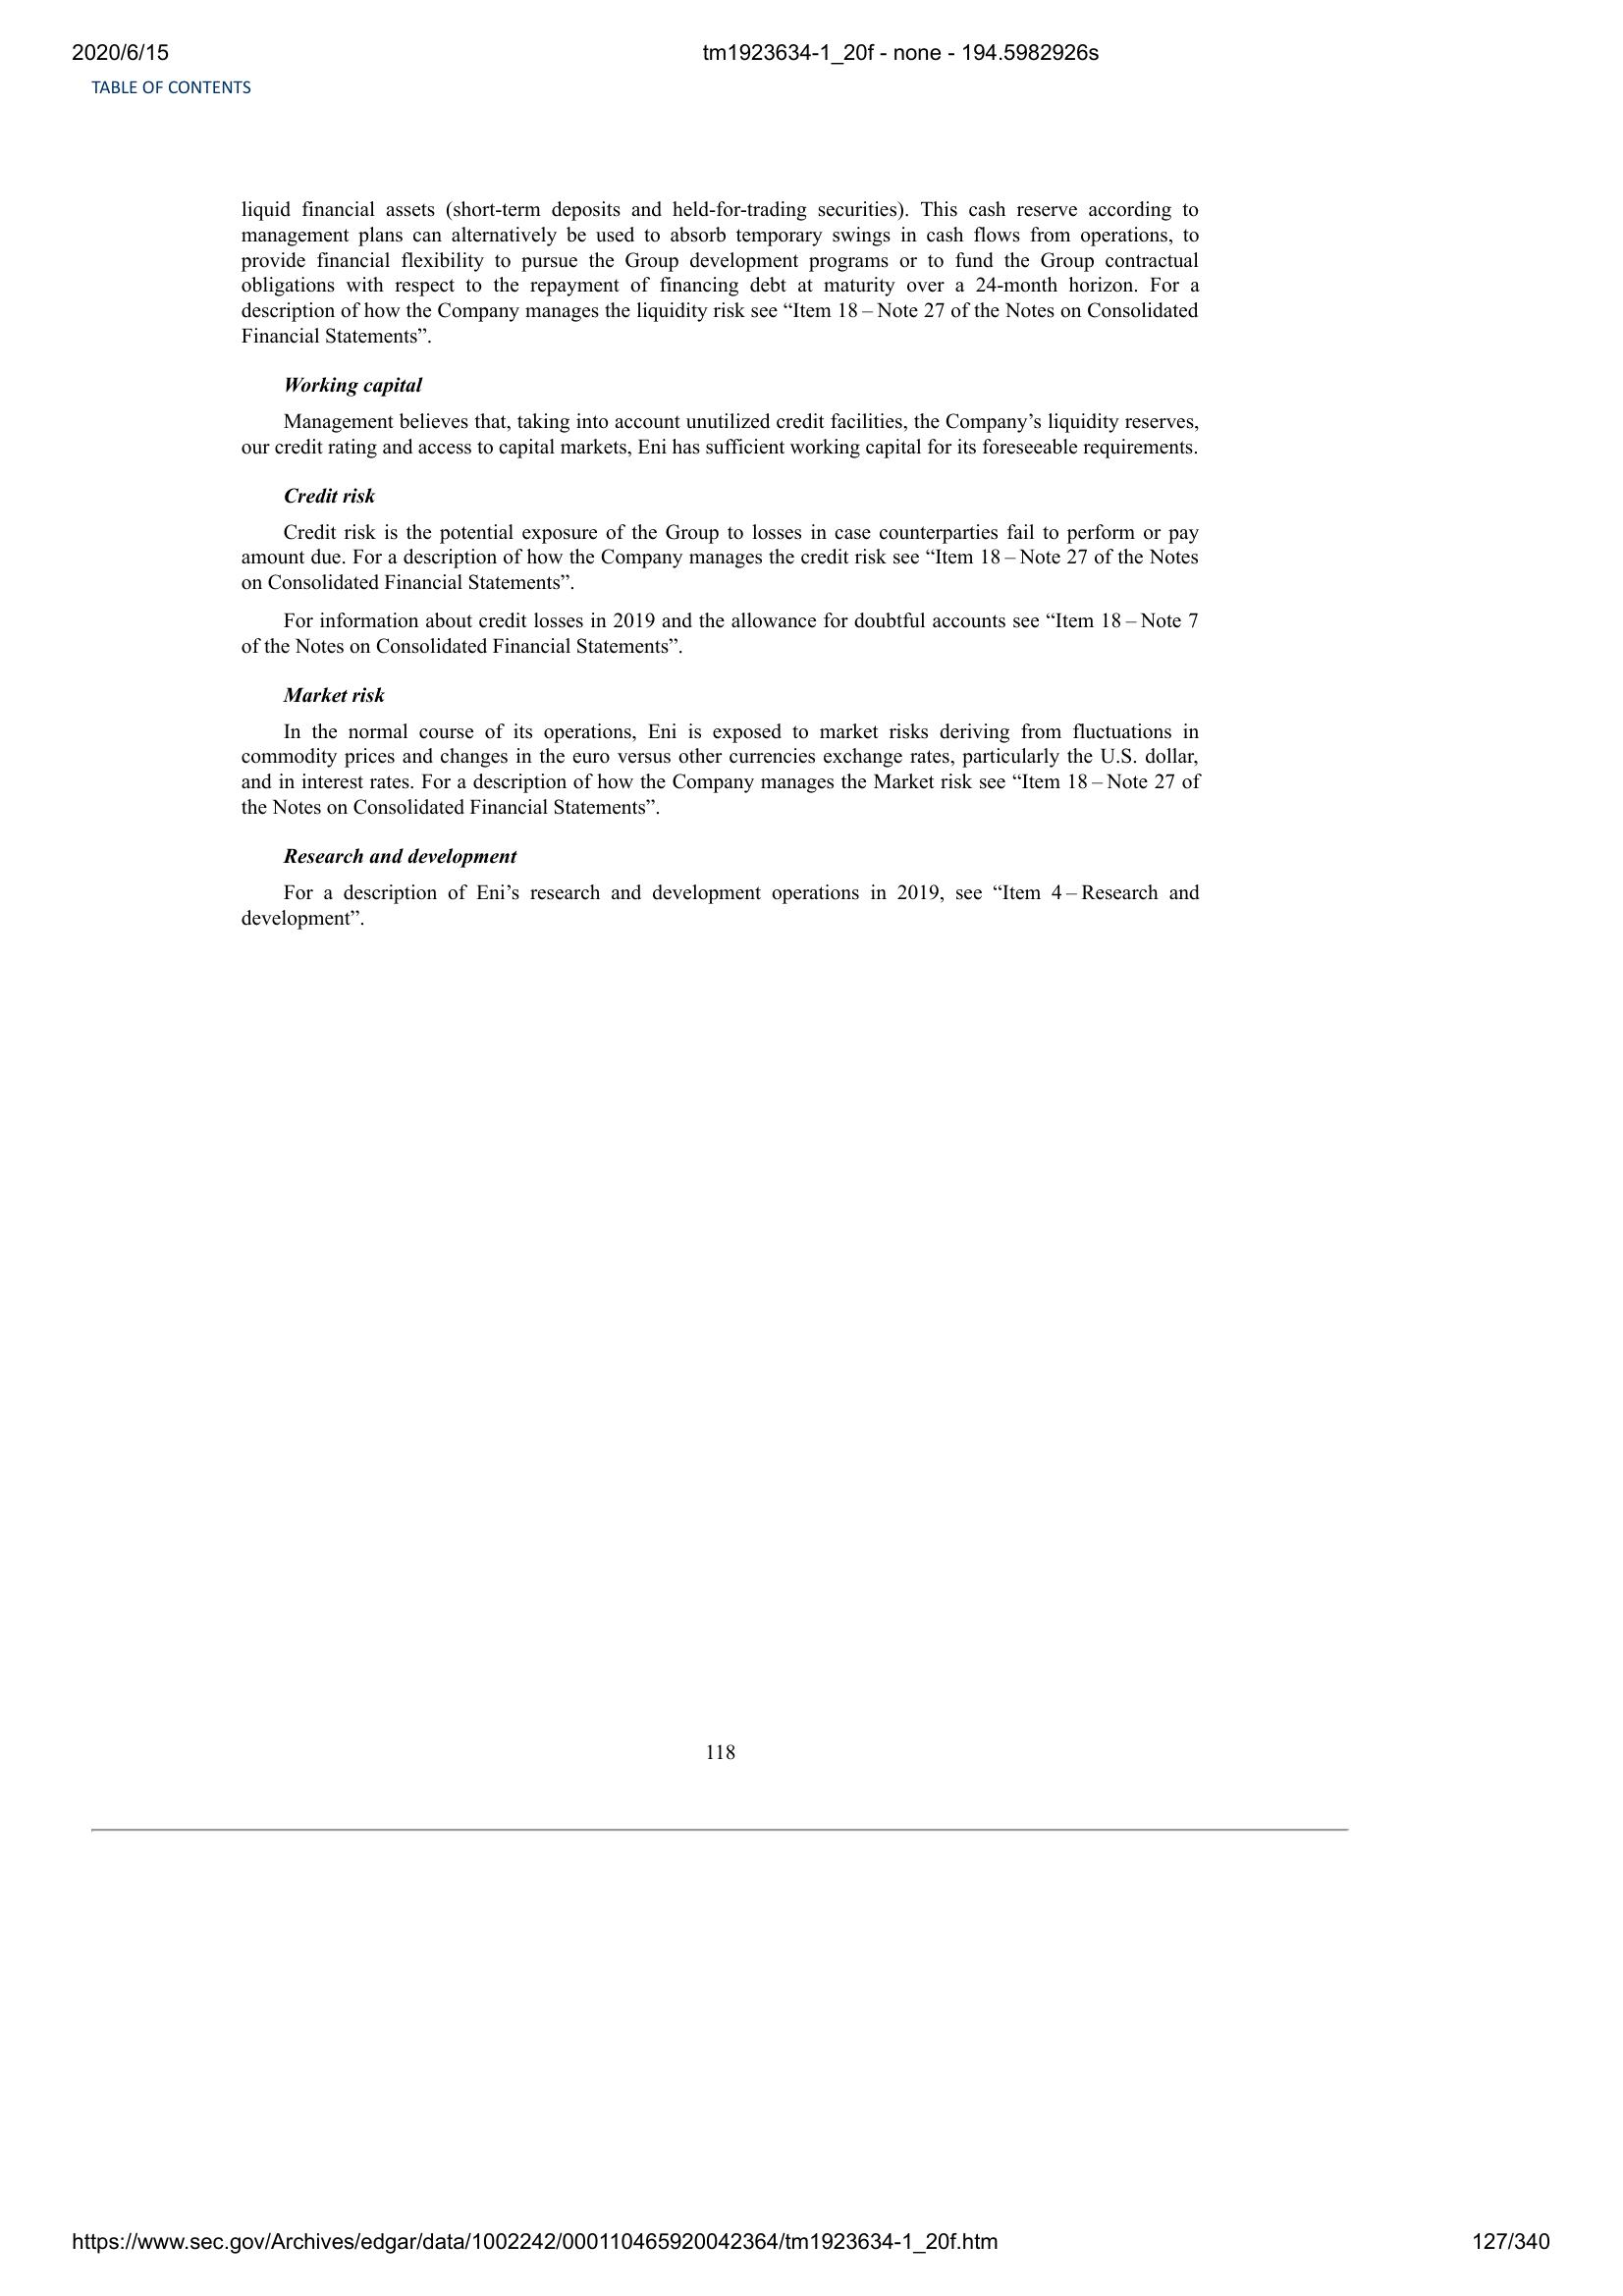 2020/6/15
tm1923634-1_20f - none - 194.5982926s
TABLE OF CONTENTS
liquid financial assets (short-term deposits and held-for-trading securities). This cash reserve according to
management plans can alternatively be used to absorb temporary swings in cash flows from operations, to
provide financial flexibility to pursue the Group development programs or to fund the Group contractual
obligations with respect to the repayment of financing debt at maturity over a 24-month horizon. For a
description of how the Company manages the liquidity risk see “Item 18 – Note 27 of the Notes on Consolidated
Financial Statements”.
Working capital
Management believes that, taking into account unutilized credit facilities, the Company’s liquidity reserves,
our credit rating and access to capital markets, Eni has sufficient working capital for its foreseeable requirements.
Credit risk
Credit risk is the potential exposure of the Group to losses in case counterparties fail to perform or pay
amount due. For a description of how the Company manages the credit risk see “Item 18 – Note 27 of the Notes
on Consolidated Financial Statements”.
For information about credit losses in 2019 and the allowance for doubtful accounts see “Item 18 – Note 7
of the Notes on Consolidated Financial Statements”.
Market risk
In the normal course of its operations, Eni is exposed to market risks deriving from fluctuations in
commodity prices and changes in the euro versus other currencies exchange rates, particularly the U.S. dollar,
and in interest rates. For a description of how the Company manages the Market risk see “Item 18 – Note 27 of
the Notes on Consolidated Financial Statements”.
Research and development
For a description of Eni’s research and development operations in 2019, see “Item 4 – Research and
development”.
118
https://www.sec.gov/Archives/edgar/data/1002242/000110465920042364/tm1923634-1_20f.htm
127/340